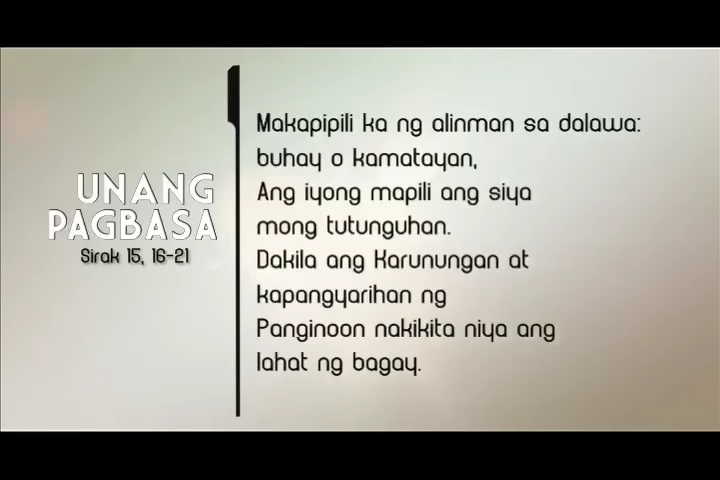 UNANG
PAGBASA
Sirak 15, 16-21
Makapipili ka ng alinman sa dalawa:
buhay o kamatayan,
Ang iyong mapili ang siya
mong tutunguhan.
Dakila ang Karunungan at
kapangyarihan ng
Panginoon nakikita niya ang
lahat ng bagay.